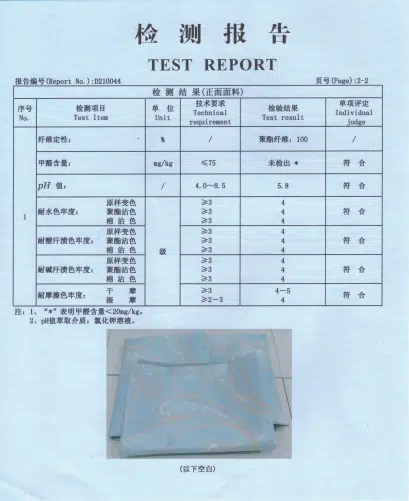 检测报告
TEST REPORT
报告编号(Report No.):D210044 页号(Page):2-2
检 测 结 果(正面面料)
序号 No. 检测项目 Test Item 单 位 Unit 技术要求 Technical requirement 检验结果 Test result 单项评定 Individual judge
1
纤维定性: % / 聚酯纤维:100 /
甲醛含量: mg/kg ≤75 未检出 * 符 合
pH 值: / 4.0~8.5 5.8 符 合
级
耐水色牢度: 原样变色 ≥3 4 符 合
聚酯沾色 ≥3 4
棉 沾 色 ≥3 4
耐酸汗渍色牢度: 原样变色 ≥3 4 符 合
聚酯沾色 ≥3 4
棉 沾 色 ≥3 4
耐碱汗渍色牢度: 原样变色 ≥3 4 符 合
聚酯沾色 ≥3 4
棉 沾 色 ≥3 4
耐摩擦色牢度: 干 摩 ≥3 4-5 符 合
湿 摩 ≥2-3 4
注:1、“*”表明甲醛含量<20mg/kg。
2、pH值萃取介质:氯化钾溶液。
(以下空白)